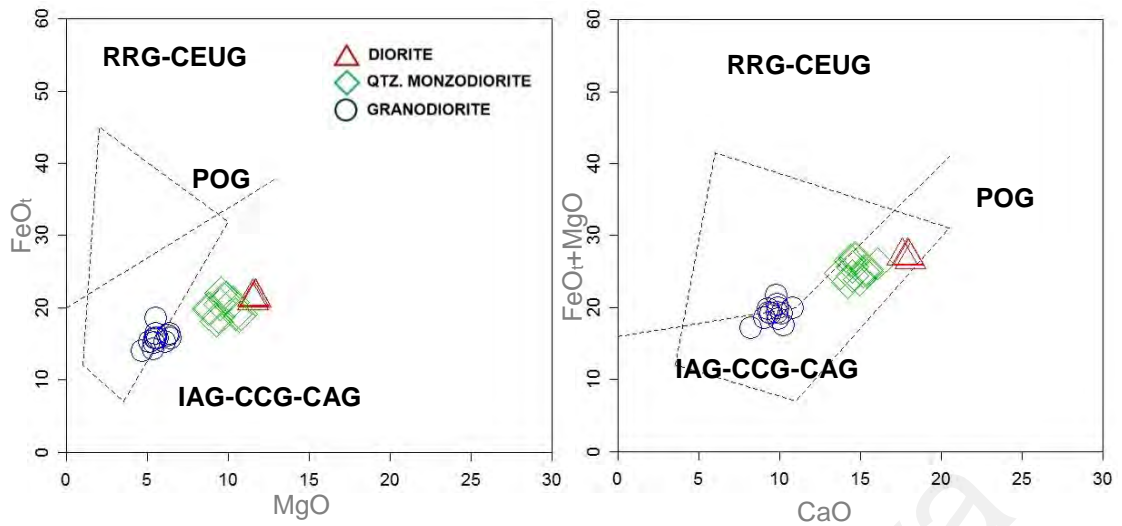 60
50
40
30
20
10
0
FeOt
RRG-CEUG
DIORITE
QTZ. MONZODIORITE
GRANODIORITE
POG
IAG-CCG-CAG
0 5 10 15 20 25 30
MgO
60
50
40
30
20
10
0
FeOt+MgO
RRG-CEUG
POG
IAG-CCG-CAG
0 5 10 15 20 25 30
CaO